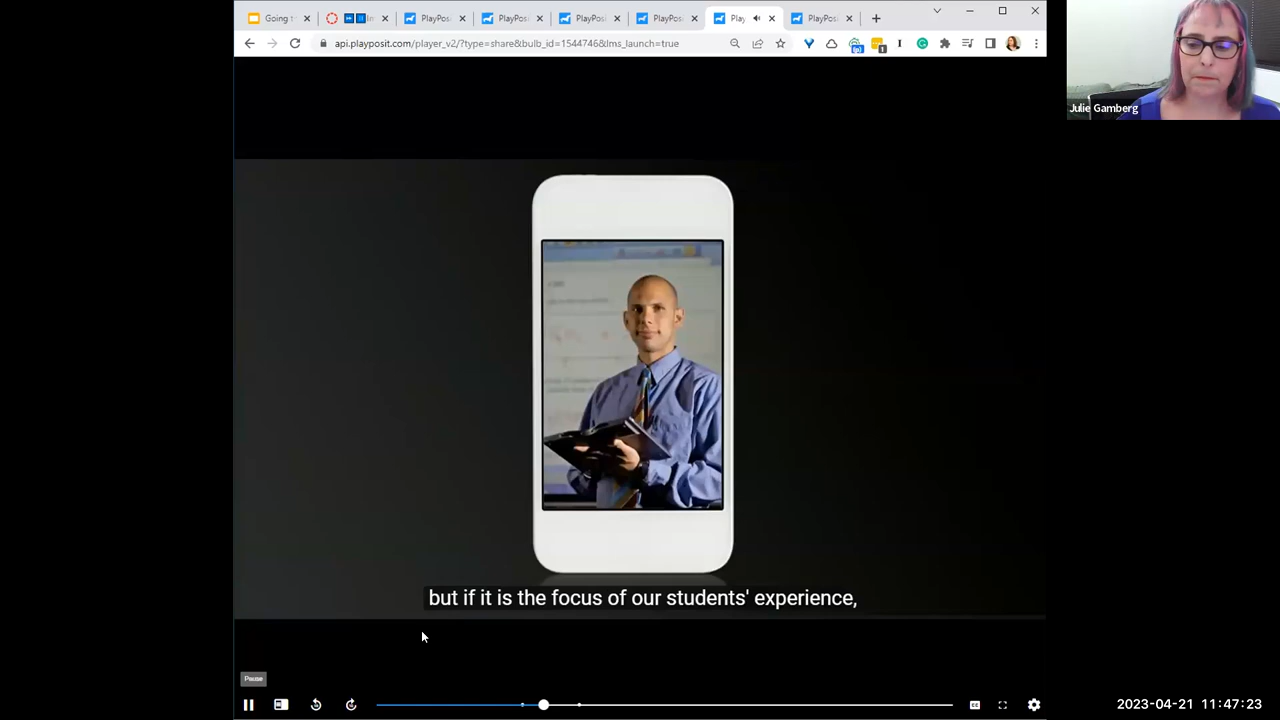 Going t
PlayPosi
PlayPosi
PlayPosi
PlayPosi
Play
PlayPosi
api.playposit.com/player_v2/?type=share&bulb_id=1544746&lms_launch=true
Julie Gamberg
but if it is the focus of our students' experience,
Pause
2023-04-21 11:47:23